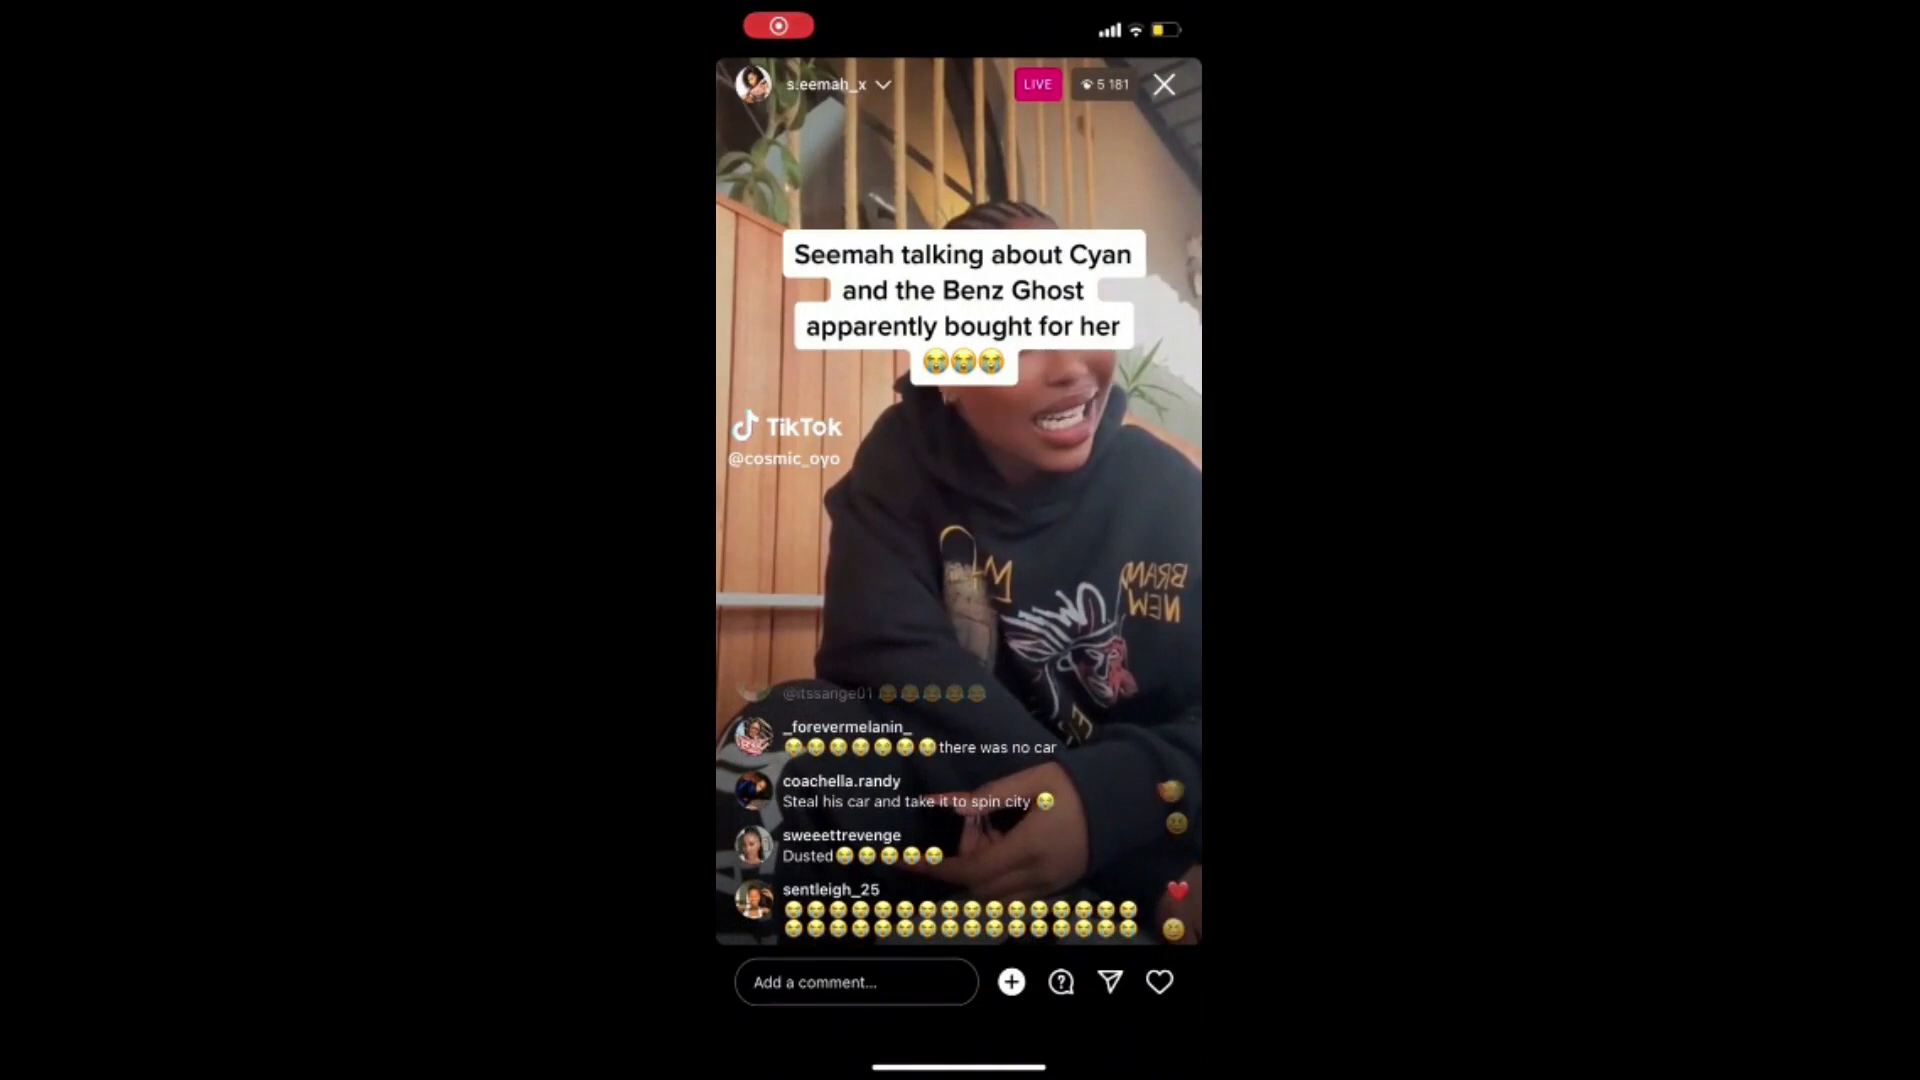 s.eemah_x
LIVE
5 181
Seemah talking about Cyan
and the Benz Ghost
apparently bought for her
😭😭😭
TikTok
@cosmic_oyo
BRAND
NEW
@itssange01 😂😂😂😂😂
_forevermelanin_
😭😭😭😭😭😭😭there was no car
coachella.randy
Steal his car and take it to spin city 😭
sweeettrevenge
Dusted😭😭😭😭😭
sentleigh_25
😭😭😭😭😭😭😭😭😭😭😭😭😭😭😭😭
😭😭😭😭😭😭😭😭😭😭😭😭😭😭😭😭
Add a comment...